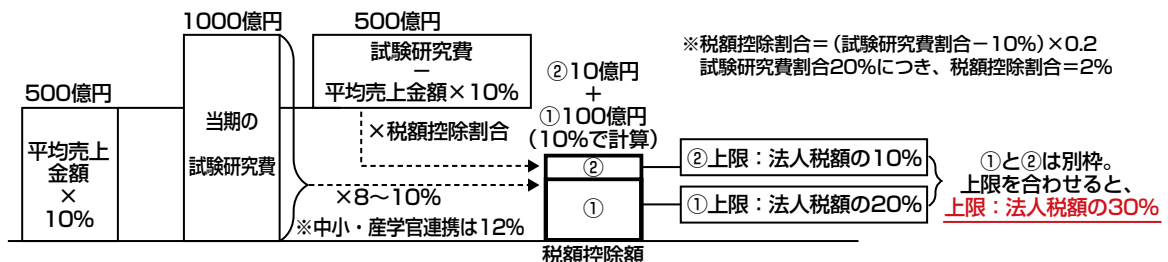 1000億円
500億円
500億円
平均売上
金額
×
10%
当期の
試験研究費
試験研究費
−
平均売上金額×10%
×税額控除割合
×8〜10%
※中小・産学官連携は12%
②10億円
+
①100億円
(10%で計算)
②
①
税額控除額
※税額控除割合=(試験研究費割合−10%)×0.2
試験研究費割合20%につき、税額控除割合=2%
②上限:法人税額の10%
①上限:法人税額の20%
①と②は別枠。
上限を合わせると、
上限:法人税額の30%